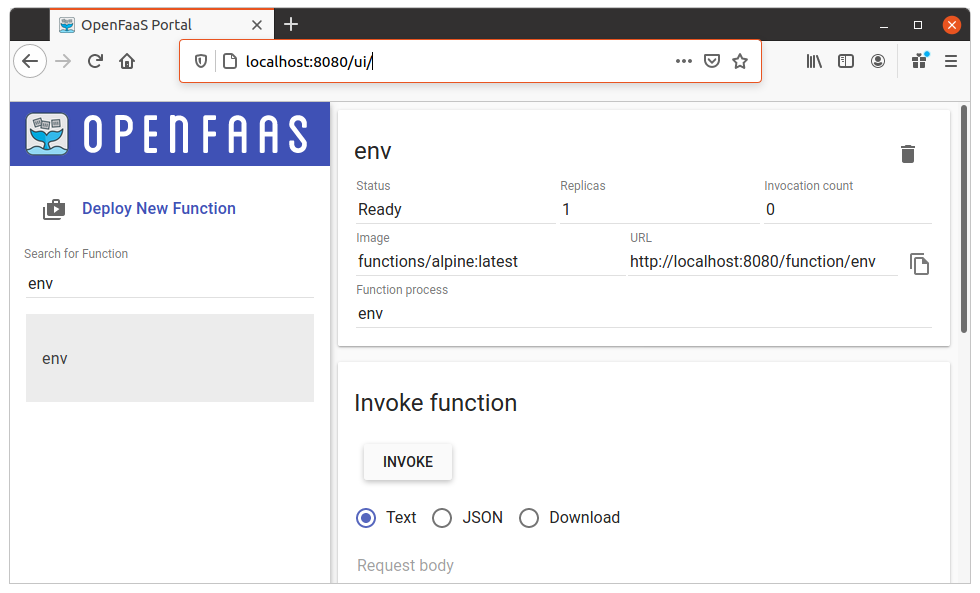 OpenFaaS Portal
localhost:8080/ui/
OPENFAAS
Deploy New Function
Search for Function
env
env
env
Status Replicas Invocation count
Ready 1 0
Image URL
functions/alpine:latest http://localhost:8080/function/env
Function process
env
Invoke function
INVOKE
Text JSON Download
Request body